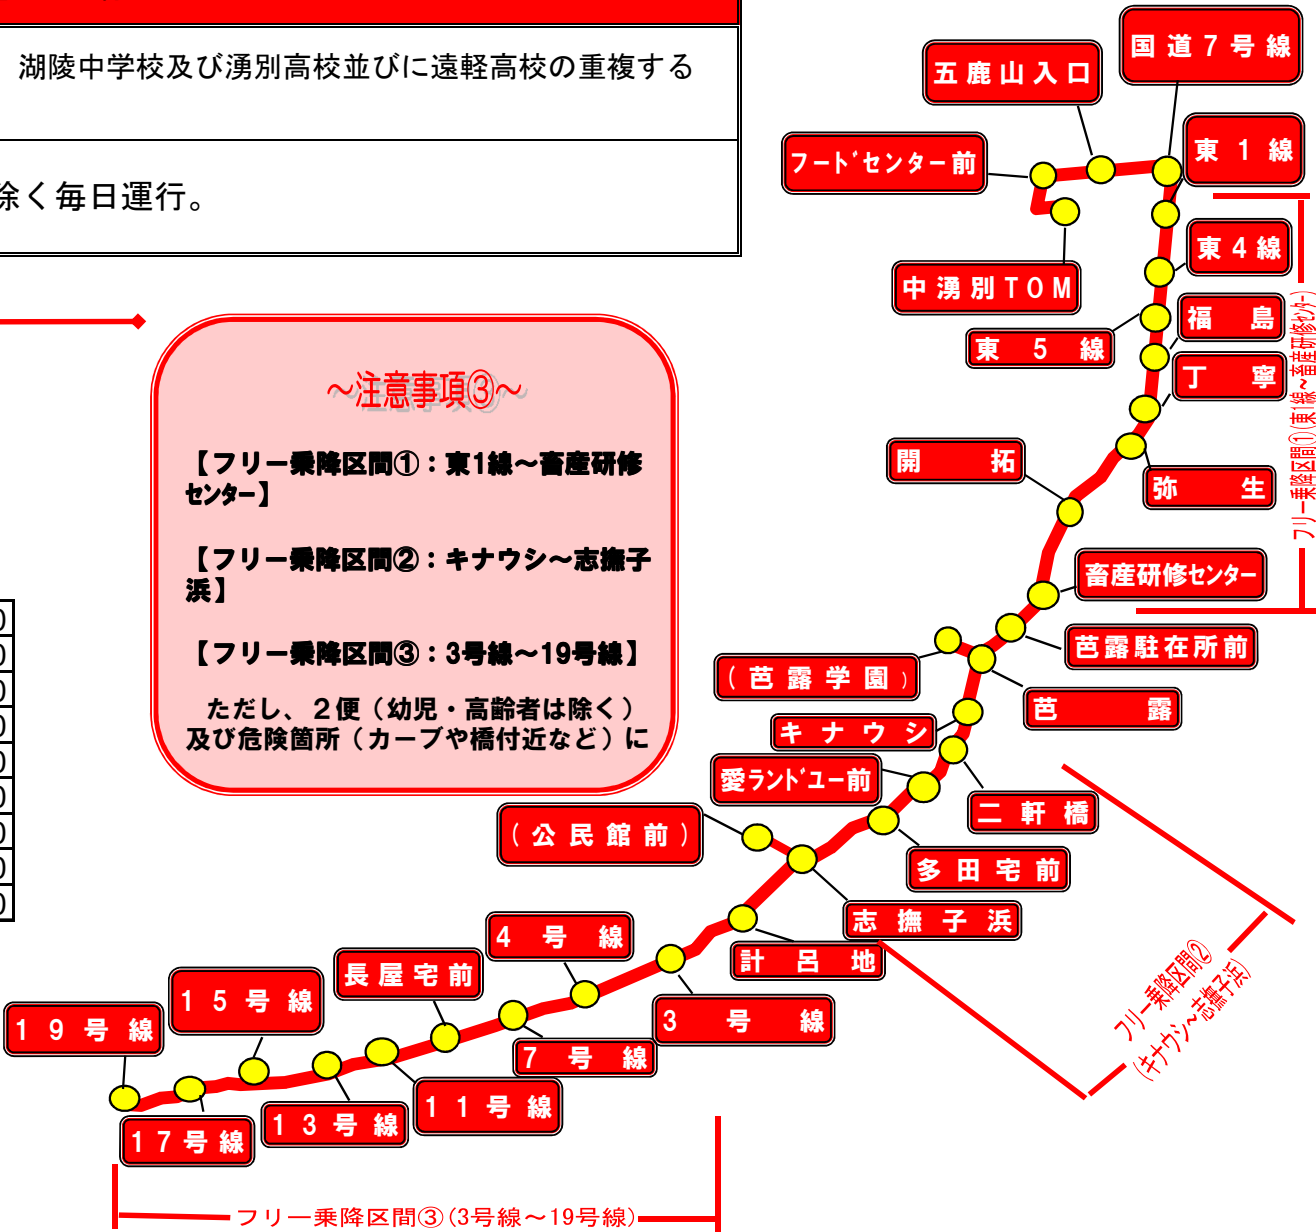 湖陵中学校及び湧別高校並びに遠軽高校の重複する
除く毎日運行。
国道7号線
五鹿山入口
東1線
フードセンター前
東4線
中湧別TOM
福島
東5線
丁寧
フリー乗降区間①(東1線~畜産研修センター)
～注意事項③～
【フリー乗降区間①：東1線～畜産研修
センター】
【フリー乗降区間②：キナウシ～志撫子
浜】
【フリー乗降区間③：3号線～19号線】
ただし、２便（幼児・高齢者は除く）
及び危険箇所（カーブや橋付近など）に
開拓
弥生
畜産研修センター
芭露駐在所前
(芭露学園)
芭露
キナウシ
愛ランドユー前
二軒橋
(公民館前)
多田宅前
志撫子浜
計呂地
4号線
長屋宅前
15号線
3号線
19号線
7号線
11号線
13号線
17号線
フリー乗降区間②
(キナウシ~志撫子浜)
フリー乗降区間③(3号線～19号線)
0
0
0
0
0
0
0
0
0